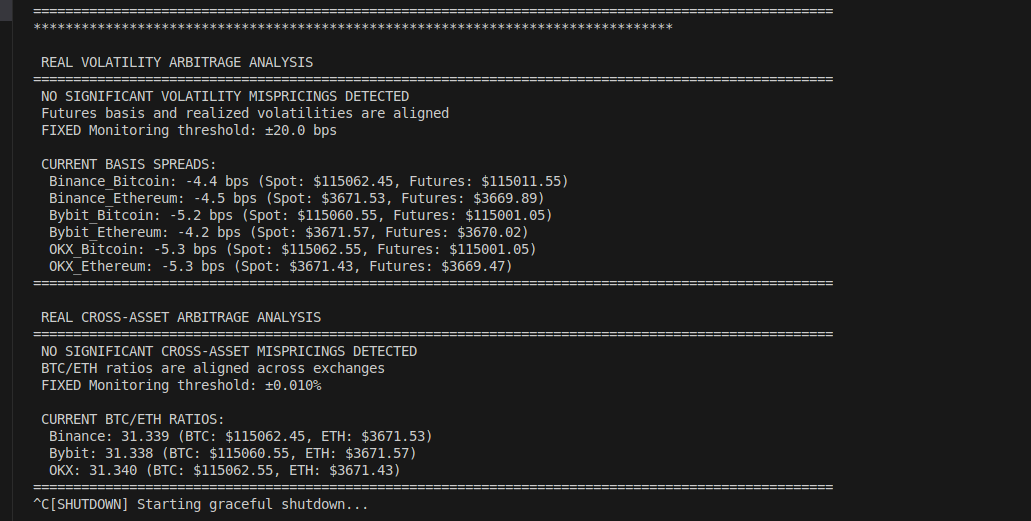 ====================================================================================================
********************************************************************************
REAL VOLATILITY ARBITRAGE ANALYSIS
====================================================================================================
NO SIGNIFICANT VOLATILITY MISPRICINGS DETECTED
Futures basis and realized volatilities are aligned
FIXED Monitoring threshold: ±20.0 bps
CURRENT BASIS SPREADS:
Binance_Bitcoin: -4.4 bps (Spot: $115062.45, Futures: $115011.55)
Binance_Ethereum: -4.5 bps (Spot: $3671.53, Futures: $3669.89)
Bybit_Bitcoin: -5.2 bps (Spot: $115060.55, Futures: $115001.05)
Bybit_Ethereum: -4.2 bps (Spot: $3671.57, Futures: $3670.02)
OKX_Bitcoin: -5.3 bps (Spot: $115062.55, Futures: $115001.05)
OKX_Ethereum: -5.3 bps (Spot: $3671.43, Futures: $3669.47)
====================================================================================================
REAL CROSS-ASSET ARBITRAGE ANALYSIS
====================================================================================================
NO SIGNIFICANT CROSS-ASSET MISPRICINGS DETECTED
BTC/ETH ratios are aligned across exchanges
FIXED Monitoring threshold: ±0.010%
CURRENT BTC/ETH RATIOS:
Binance: 31.339 (BTC: $115062.45, ETH: $3671.53)
Bybit: 31.338 (BTC: $115060.55, ETH: $3671.57)
OKX: 31.340 (BTC: $115062.55, ETH: $3671.43)
====================================================================================================
^C[SHUTDOWN] Starting graceful shutdown...